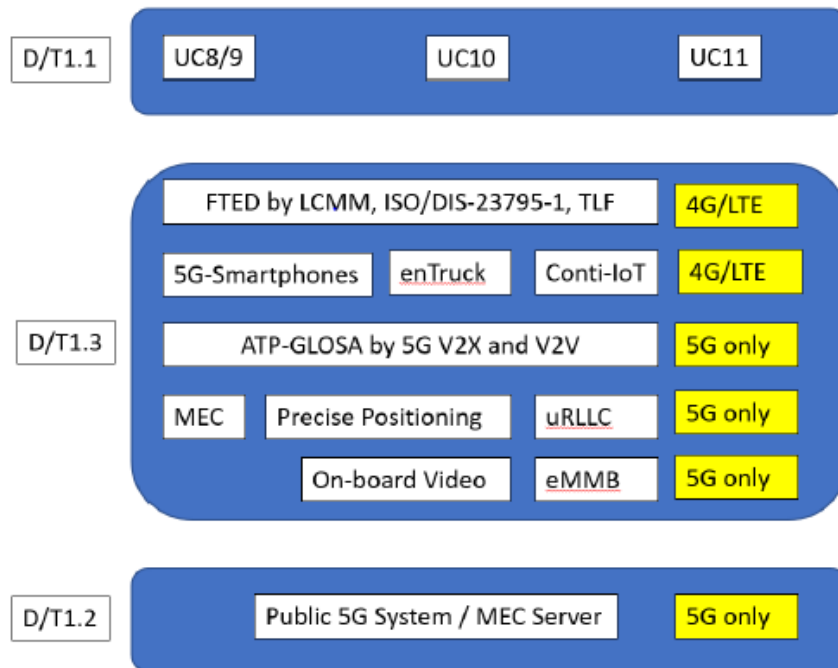 D/T1.1
UC8/9 UC10 UC11
FTED by LCMM, ISO/DIS-23795-1, TLF 4G/LTE
5G-Smartphones enTruck Conti-IoT 4G/LTE
D/T1.3
ATP-GLOSA by 5G V2X and V2V 5G only
MEC Precise Positioning uRLLC 5G only
On-board Video eMMB 5G only
D/T1.2
Public 5G System / MEC Server 5G only